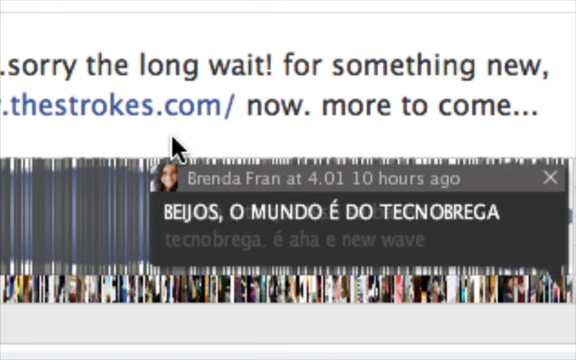 .sorry the long wait! for something new,
.thestrokes.com/ now. more to come...
Brenda Fran at 4.01 10 hours ago
BEIJOS, O MUNDO É DO TECNOBREGA
tecnobrega. é aha e new wave